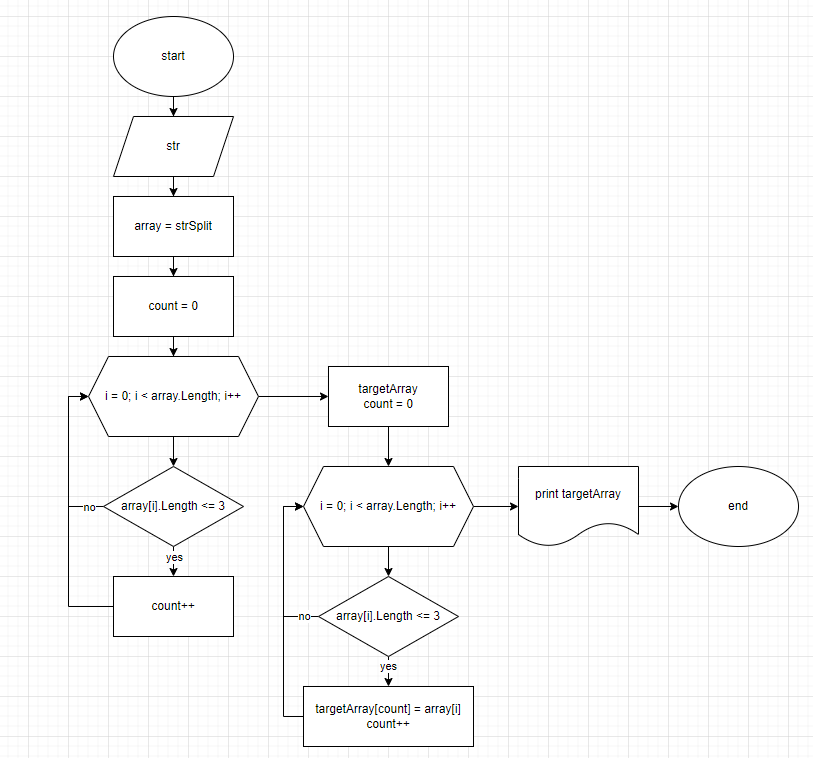 start
str
array = strSplit
count = 0
i = 0; i < array.Length; i++
array[i].Length <= 3
no
yes
count++
targetArray
count = 0
i = 0; i < array.Length; i++
array[i].Length <= 3
no
yes
targetArray[count] = array[i]
count++
print targetArray
end